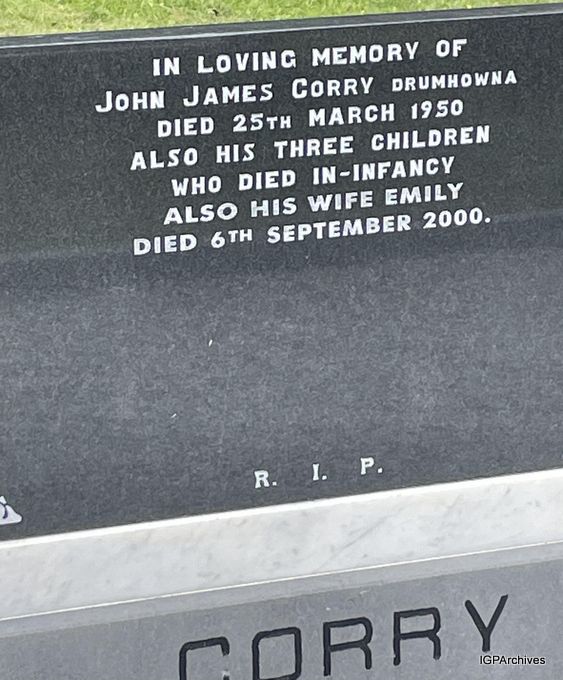 IN LOVING MEMORY OF
JOHN JAMES CORRY DRUMHOWNA
DIED 25TH MARCH 1950
ALSO HIS THREE CHILDREN
WHO DIED IN-INFANCY
ALSO HIS WIFE EMILY
DIED 6TH SEPTEMBER 2000.
R. I. P.
CORRY
IGPArchives